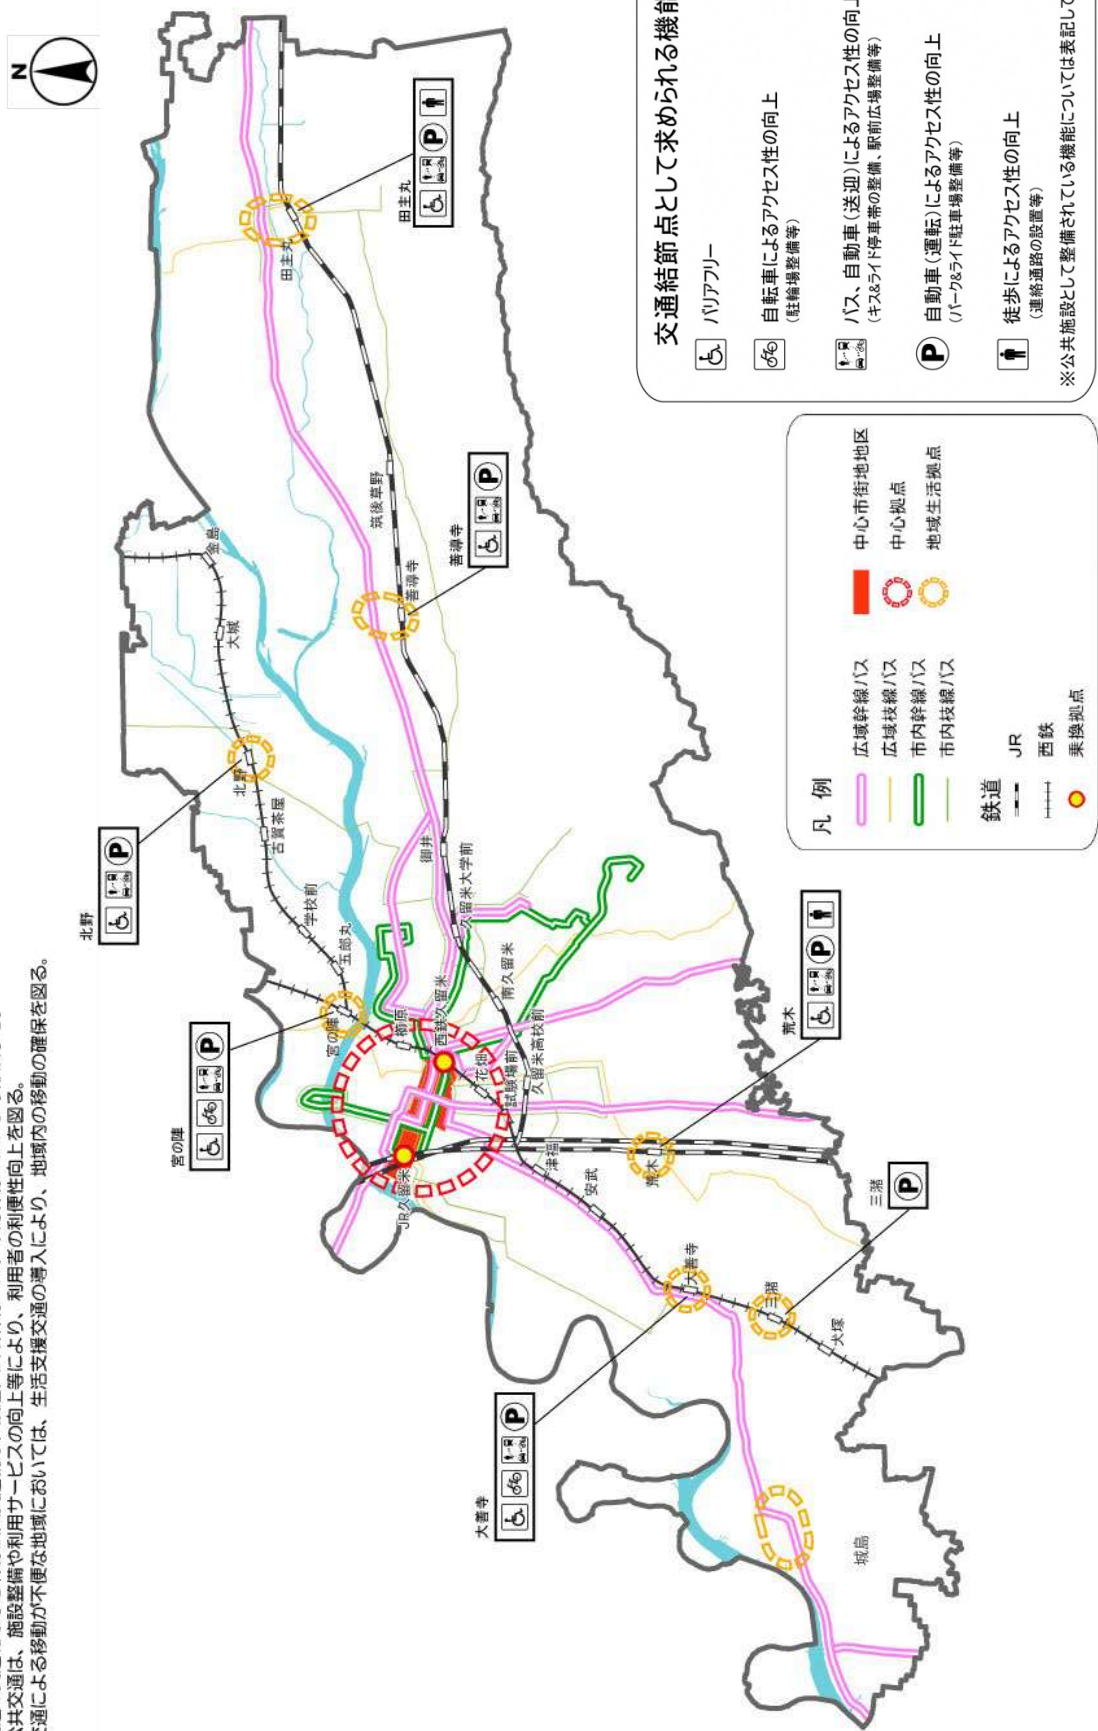 公共交通は、施設整備や利用サービスの向上等により、利用者の利便性向上を図る。
交通による移動が不便な地域においては、生活支援交通の導入により、地域内の移動の確保を図る。
N
北野
P
宮の陣
P
大善寺
P
田主丸
P
善導寺
P
荒木
P
三潴
P
金島
大城
北野
古賀茶屋
学校前
五郎丸
宮の陣
櫛原
西鉄久留米
花畑
試験場前
津福
安武
大善寺
三潴
犬塚
城島
田主丸
筑後草野
善導寺
御井
久留米大学前
南久留米
久留米高校前
JR久留米
荒木
凡 例
広域幹線バス
広域枝線バス
市内幹線バス
市内枝線バス
鉄道
JR
西鉄
乗換拠点
中心市街地地区
中心拠点
地域生活拠点
交通結節点として求められる機能
バリアフリー
自転車によるアクセス性の向上
(駐輪場整備等)
バス、自動車(送迎)によるアクセス性の向上
(キス&ライド停車帯の整備、駅前広場整備等)
P
自動車(運転)によるアクセス性の向上
(パーク&ライド駐車場整備等)
徒歩によるアクセス性の向上
(連絡通路の設置等)
※公共施設として整備されている機能については表記して